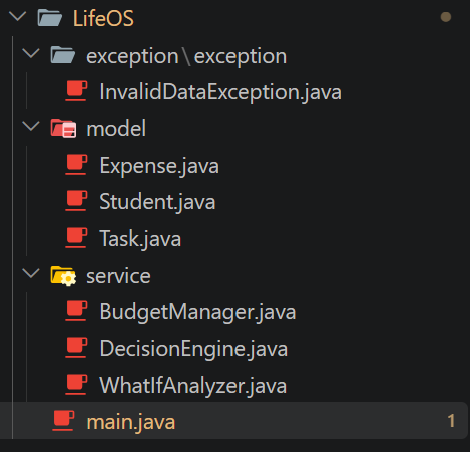 LifeOS
exception\exception
InvalidDataException.java
model
Expense.java
Student.java
Task.java
service
BudgetManager.java
DecisionEngine.java
WhatIfAnalyzer.java
main.java 1